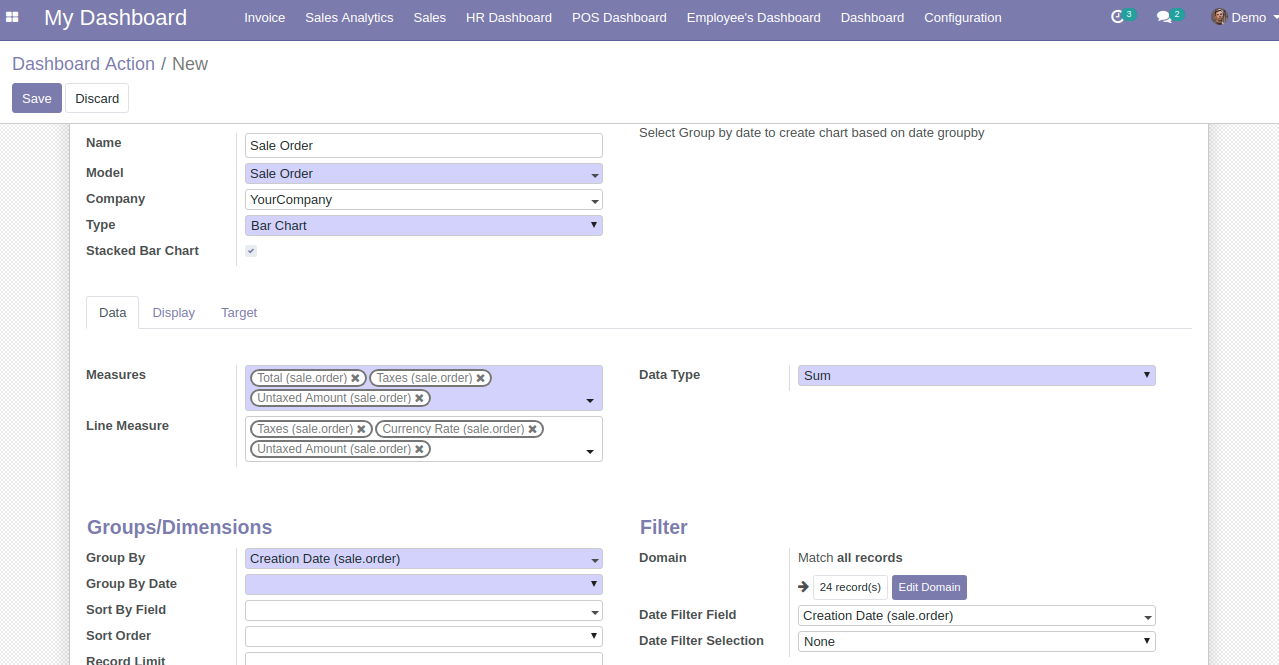 My Dashboard Invoice Sales Analytics Sales HR Dashboard POS Dashboard Employee's Dashboard Dashboard Configuration 3 2 Demo
Dashboard Action / New
Save Discard
Name Sale Order
Select Group by date to create chart based on date groupby
Model Sale Order
Company YourCompany
Type Bar Chart
Stacked Bar Chart
Data Display Target
Measures Total (sale.order) Taxes (sale.order)
Untaxed Amount (sale.order)
Data Type Sum
Line Measure Taxes (sale.order) Currency Rate (sale.order)
Untaxed Amount (sale.order)
Groups/Dimensions
Group By Creation Date (sale.order)
Group By Date
Sort By Field
Sort Order
Record Limit
Filter
Domain Match all records
24 record(s) Edit Domain
Date Filter Field Creation Date (sale.order)
Date Filter Selection None